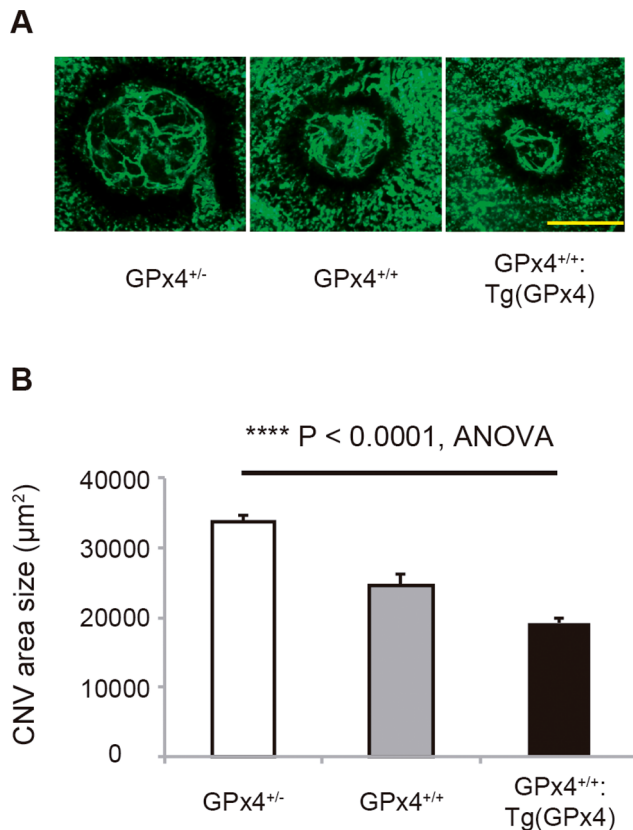 A
GPx4+/-
GPx4+/+
GPx4+/+:
Tg(GPx4)
B
**** P < 0.0001, ANOVA
CNV area size (µm²)
40000
30000
20000
10000
0
GPx4+/-
GPx4+/+
GPx4+/+:
Tg(GPx4)